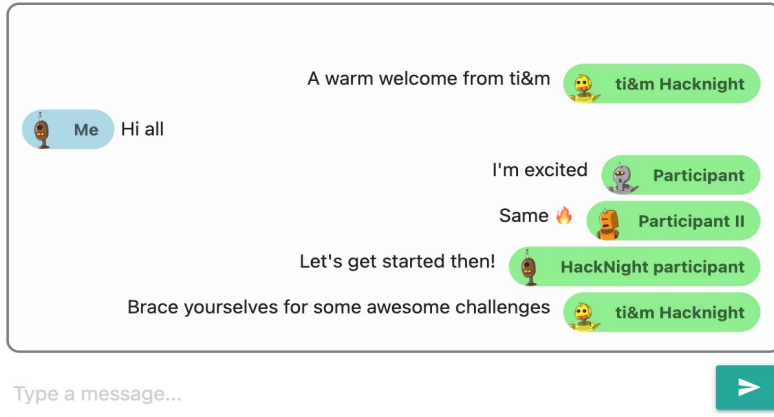 A warm welcome from ti&m ti&m Hacknight
Me Hi all
I'm excited Participant
Same 🔥 Participant II
Let's get started then! HackNight participant
Brace yourselves for some awesome challenges ti&m Hacknight
Type a message...